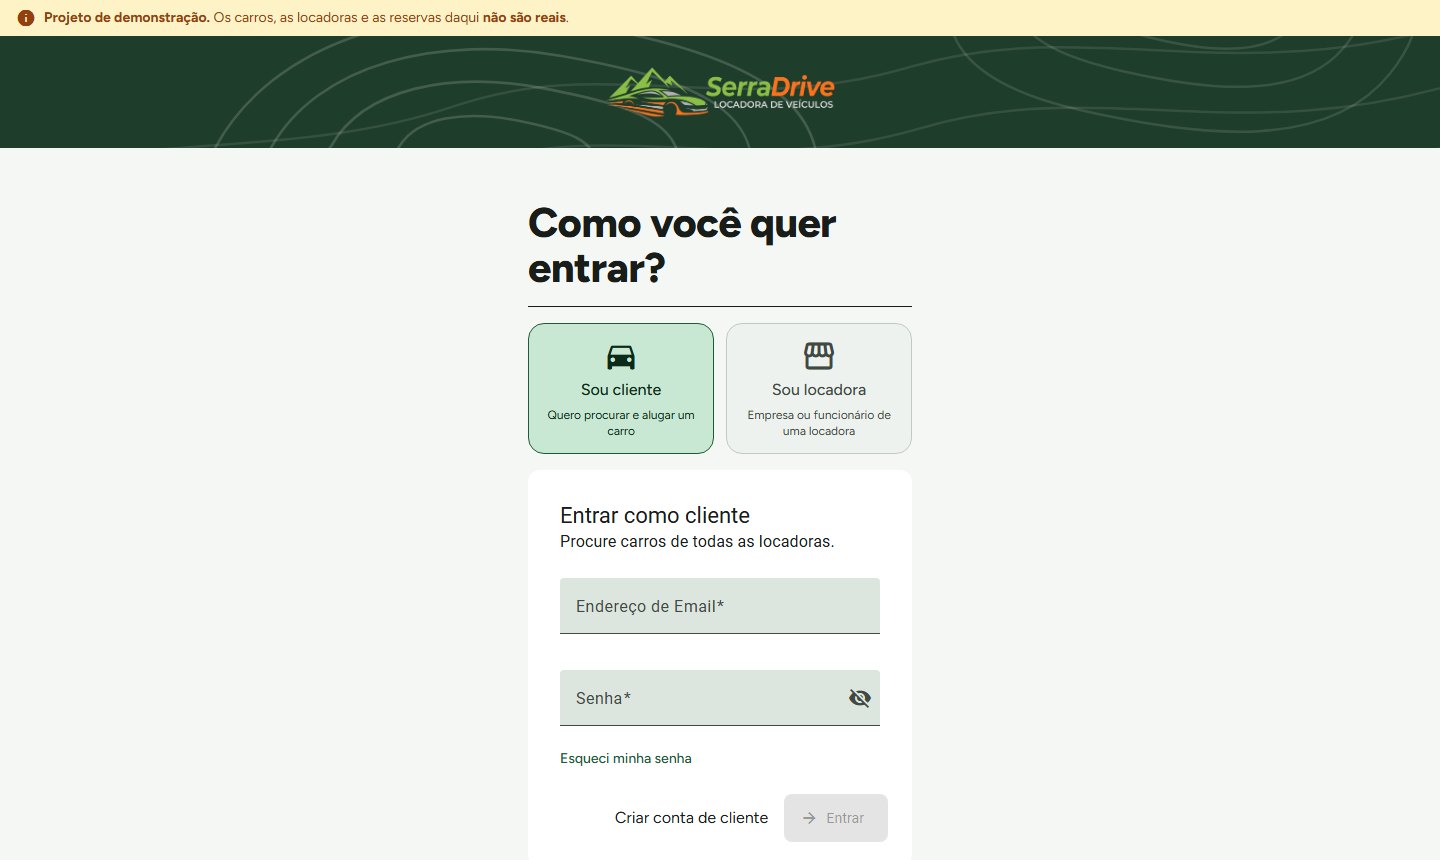 Projeto de demonstração. Os carros, as locadoras e as reservas daqui não são reais.
SerraDrive
LOCADORA DE VEÍCULOS
Como você quer
entrar?
Sou cliente
Quero procurar e alugar um
carro
Sou locadora
Empresa ou funcionário de
uma locadora
Entrar como cliente
Procure carros de todas as locadoras.
Endereço de Email*
Senha*
Esqueci minha senha
Criar conta de cliente
Entrar